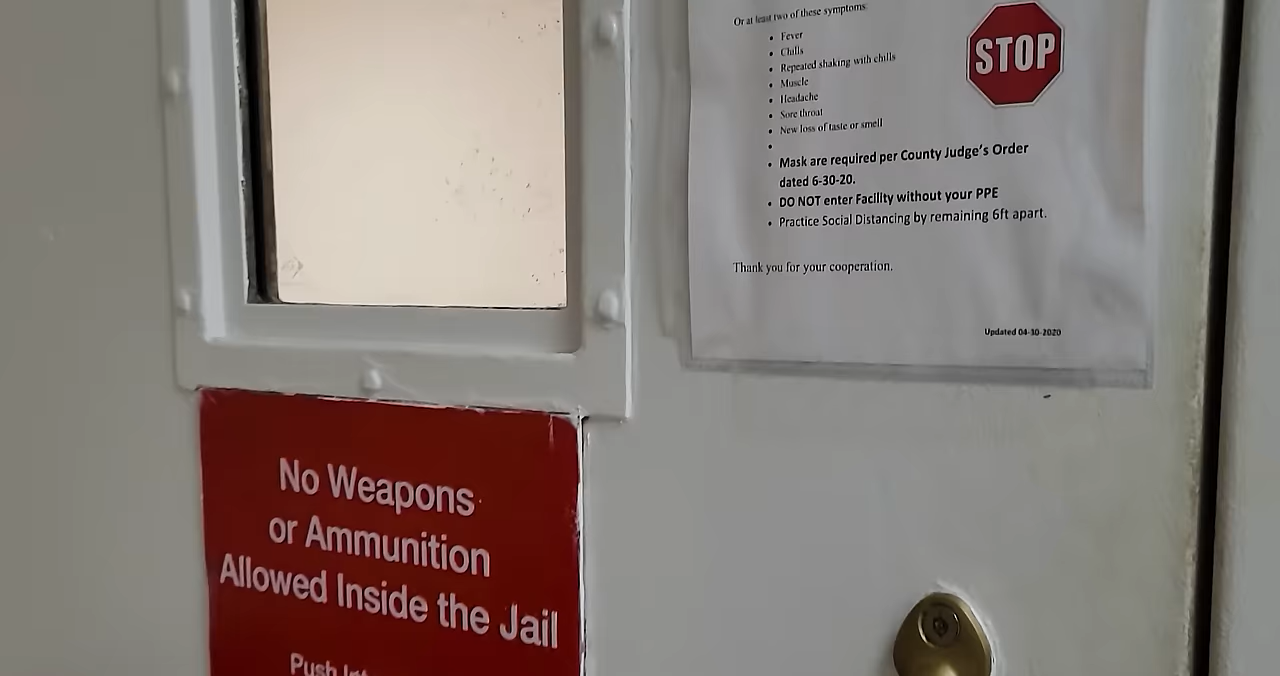 Or at least two of these symptoms
STOP
• Fever
• Chills
• Repeated shaking with chills
• Muscle
• Headache
• Sore throat
• New loss of taste or smell
•
• Mask are required per County Judge's Order
dated 6-30-20.
• DO NOT enter Facility without your PPE
• Practice Social Distancing by remaining 6ft apart.
Thank you for your cooperation.
Updated 04-30-2020
No Weapons
or Ammunition
Allowed Inside the Jail
Push